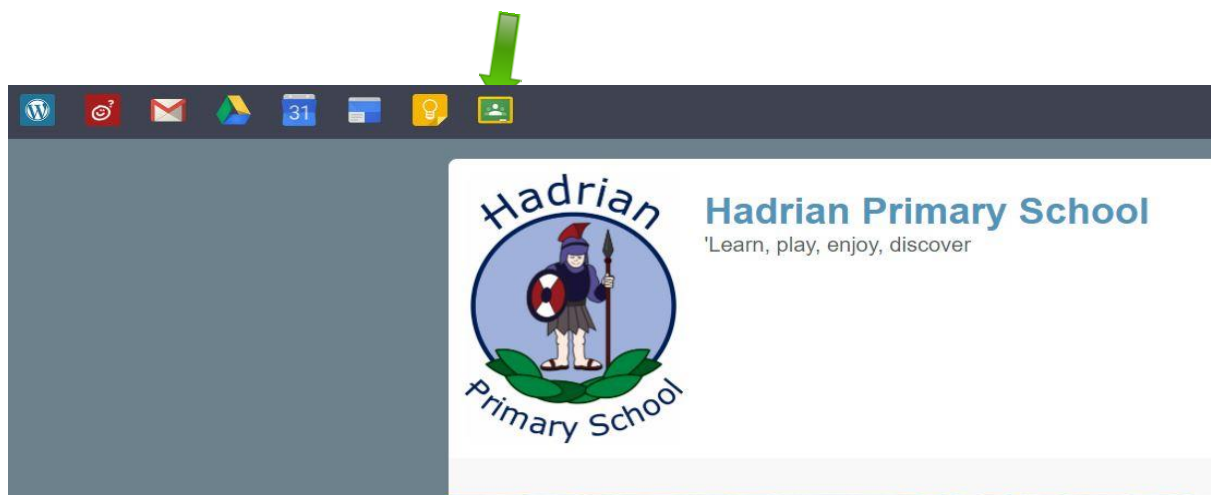 31
Hadrian
Primary School
Hadrian Primary School
'Learn, play, enjoy, discover